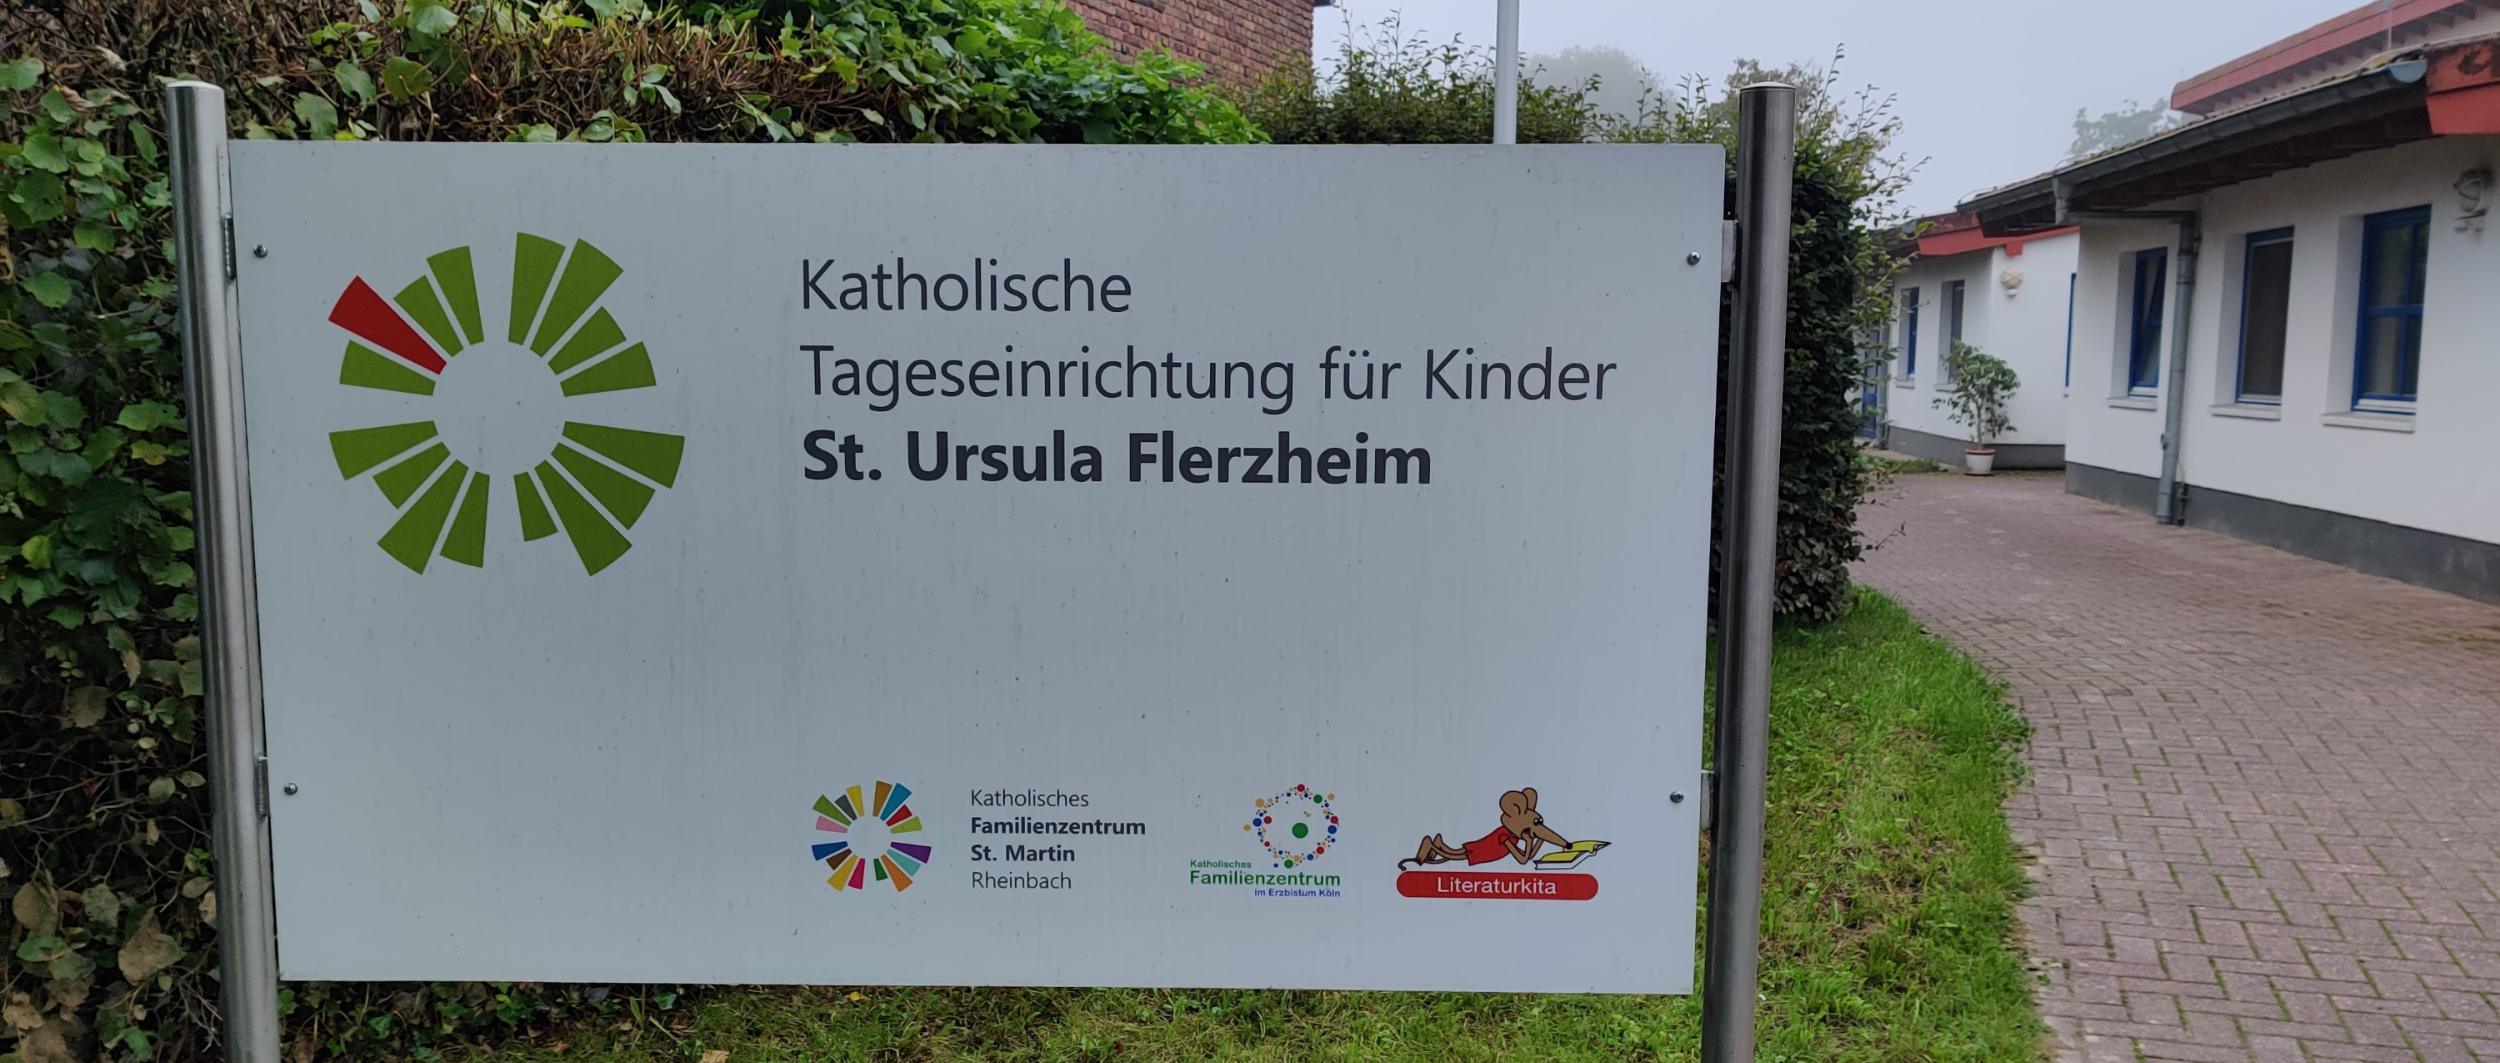 Katholische
Tageseinrichtung für Kinder
St. Ursula Flerzheim
Katholisches
Familienzentrum
St. Martin
Rheinbach
Katholisches
Familienzentrum
im Erzbistum Köln
Literaturkita